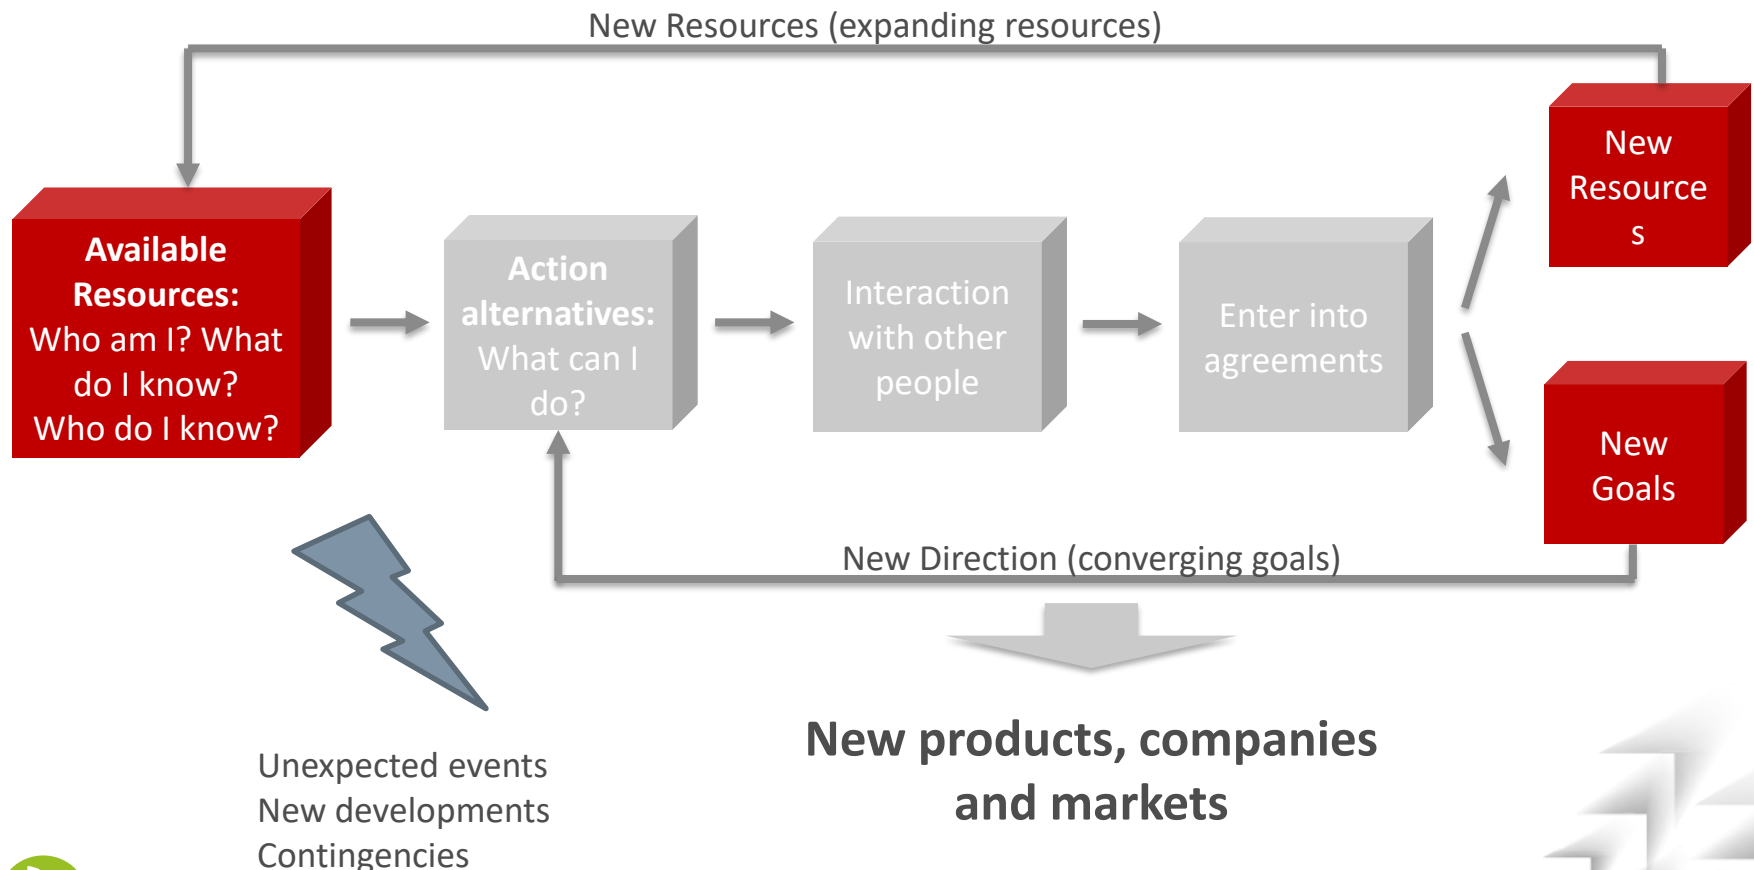 New Resources (expanding resources)
New
Resource
s
Available
Resources:
Who am I? What
do I know?
Who do I know?
Action
alternatives:
What can I
do?
Interaction
with other
people
Enter into
agreements
New
Goals
New Direction (converging goals)
Unexpected events
New developments
Contingencies
New products, companies
and markets